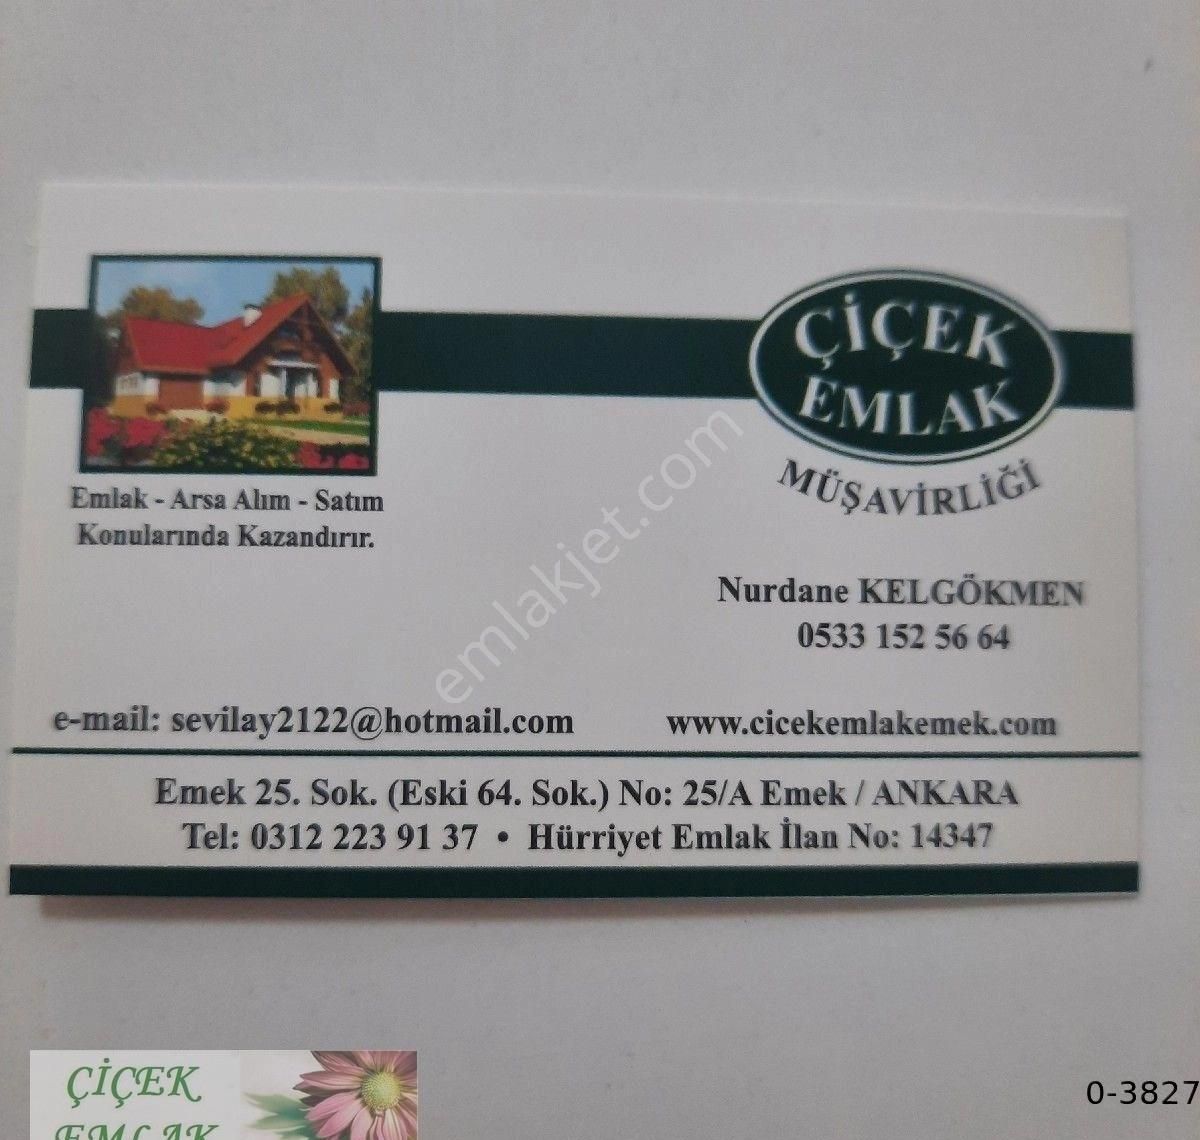 ÇİÇEK
EMLAK
MÜŞAVİRLİĞİ
Emlak - Arsa Alım - Satım
Konularında Kazandırır.
Nurdane KELGÖKMEN
0533 152 56 64
e-mail: sevilay2122@hotmail.com
www.cicekemlakemek.com
Emek 25. Sok. (Eski 64. Sok.) No: 25/A Emek / ANKARA
Tel: 0312 223 91 37 • Hürriyet Emlak İlan No: 14347
emlakjet.com
ÇİÇEK
EMLAK
0-3827